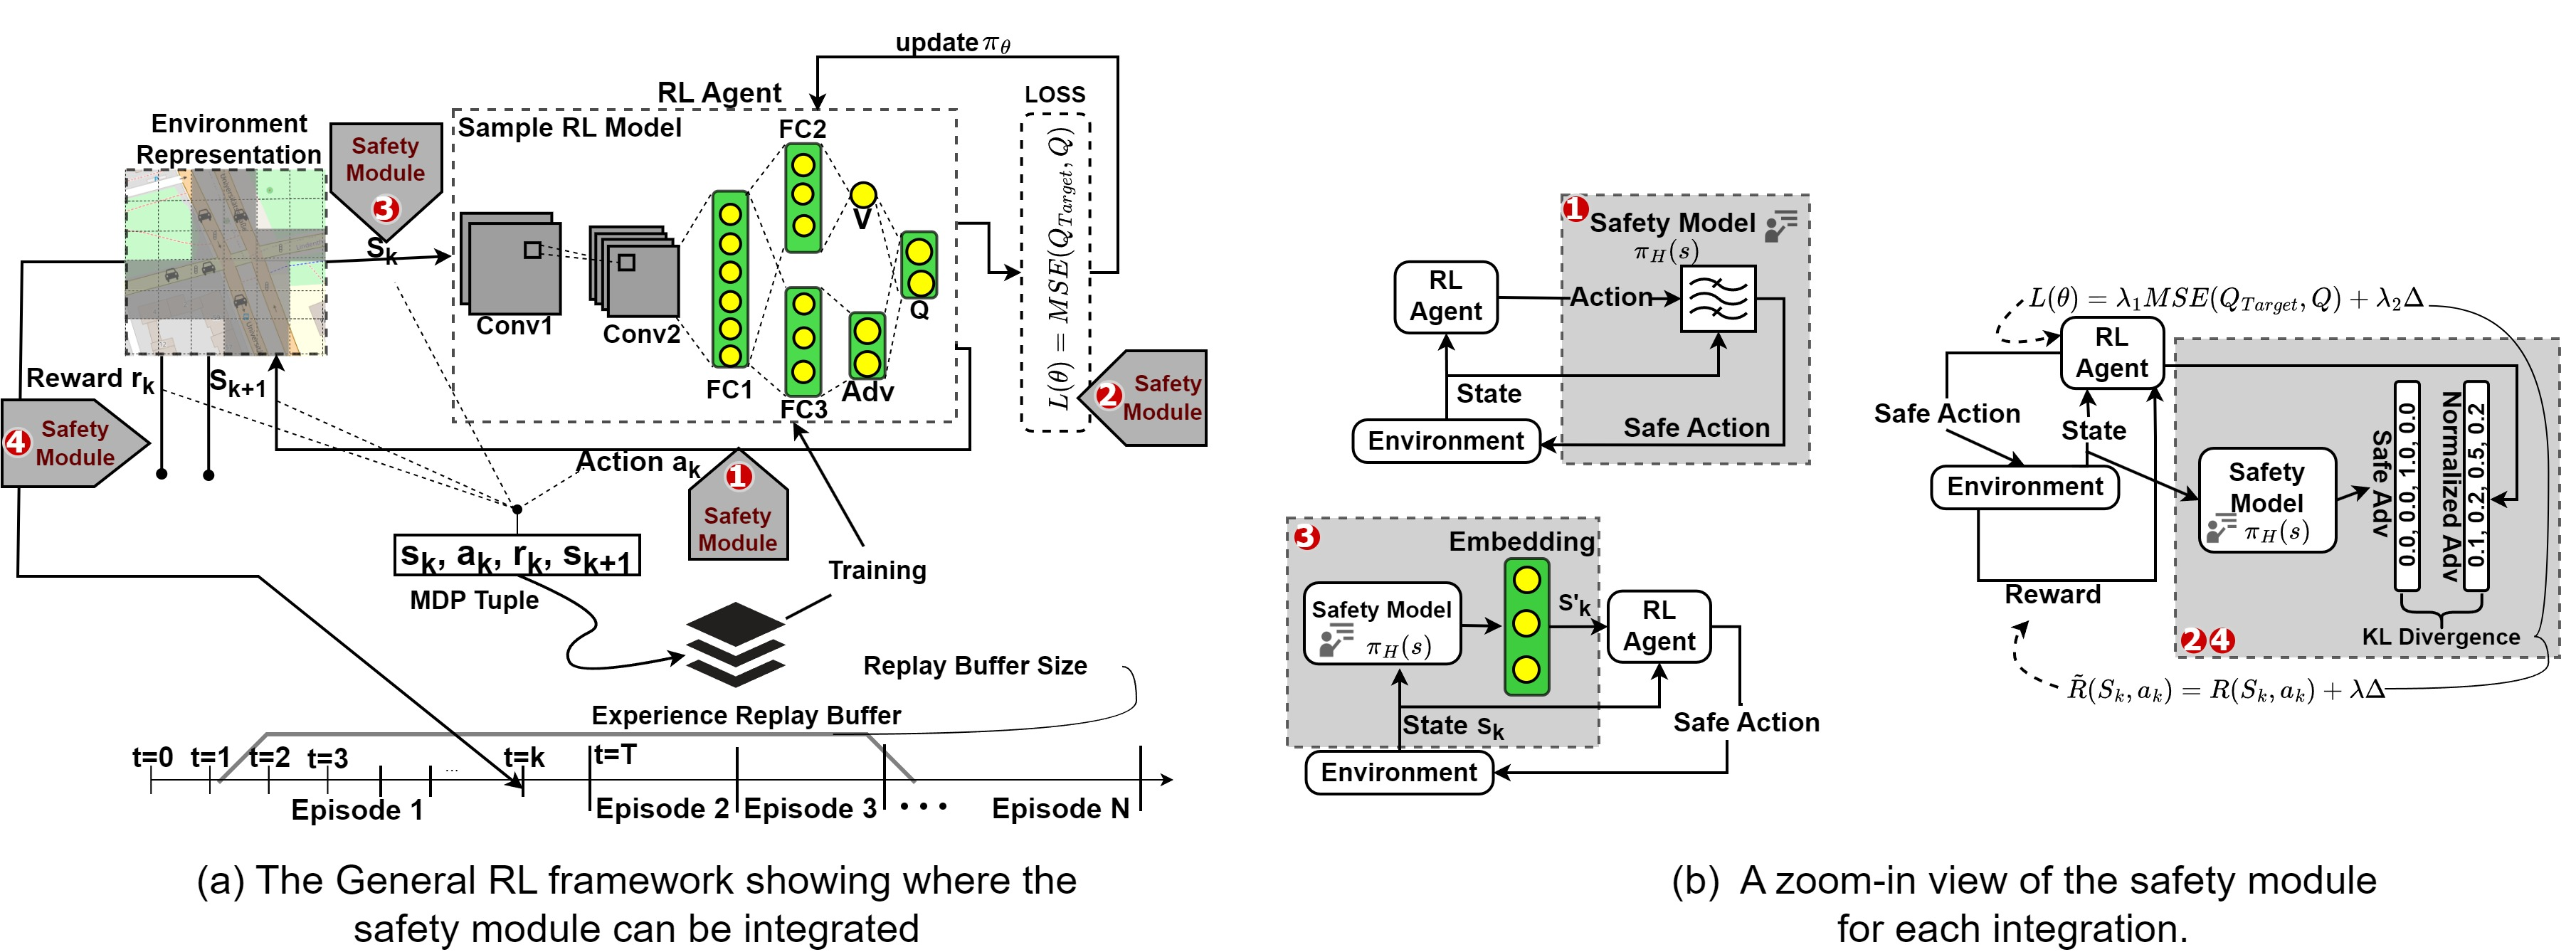 update π_θ
RL Agent
LOSS
Environment
Representation
Safety
Module
3
S_k
Sample RL Model
FC2
V
Conv1
Conv2
FC1
FC3
Adv
Q
L(θ) = MSE(Q_Target, Q)
2
Safety
Module
Reward r_k
S_k+1
4
Safety
Module
Action a_k
1
Safety
Module
s_k, a_k, r_k, s_k+1
MDP Tuple
Training
Replay Buffer Size
Experience Replay Buffer
t=0 t=1 t=2 t=3 ... t=k t=T
Episode 1 Episode 2 Episode 3 • • • Episode N
(a) The General RL framework showing where the
safety module can be integrated
1
Safety Model
π_H(s)
RL
Agent
Action
State
Safe Action
Environment
3
Embedding
Safety Model
π_H(s)
S'_k
RL
Agent
State s_k
Safe Action
Environment
L(θ) = λ₁MSE(Q_Target, Q) + λ₂Δ
RL
Agent
Safe Action
State
Environment
Safety
Model
π_H(s)
Safe Adv
0.0, 0.0, 1.0, 0.0
Normalized Adv
0.1, 0.2, 0.5, 0.2
Reward
KL Divergence
2 4
R̃(S_k, a_k) = R(S_k, a_k) + λΔ
(b) A zoom-in view of the safety module
for each integration.